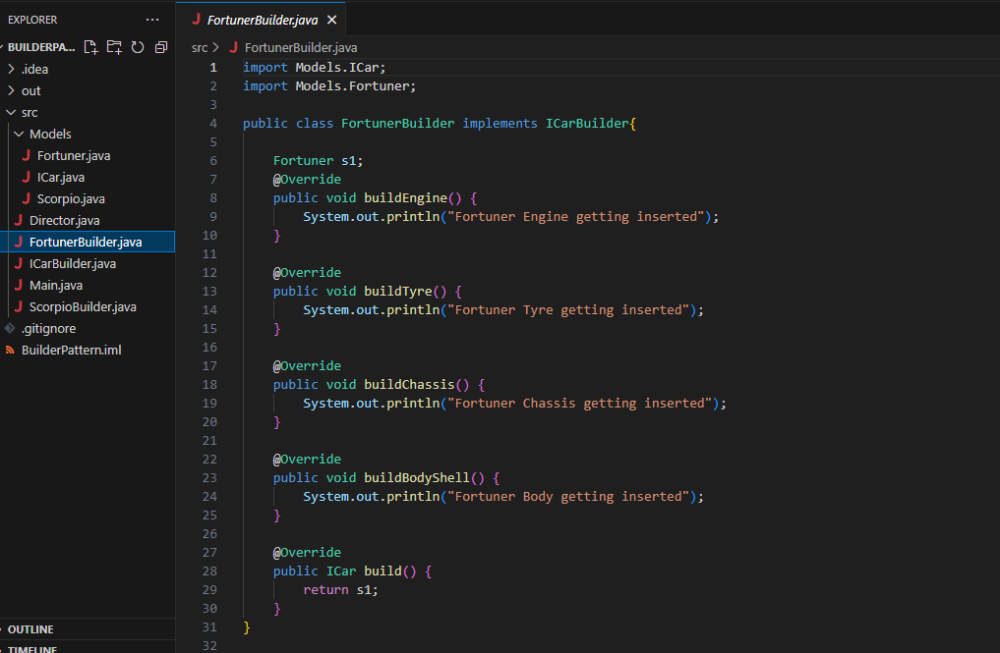 EXPLORER
BUILDERPA...
.idea
out
src
Models
Fortuner.java
ICar.java
Scorpio.java
Director.java
FortunerBuilder.java
ICarBuilder.java
Main.java
ScorpioBuilder.java
.gitignore
BuilderPattern.iml
OUTLINE
TIMELINE
FortunerBuilder.java
src > FortunerBuilder.java
1 import Models.ICar;
2 import Models.Fortuner;
3
4 public class FortunerBuilder implements ICarBuilder{
5
6     Fortuner s1;
7     @Override
8     public void buildEngine() {
9         System.out.println("Fortuner Engine getting inserted");
10     }
11
12     @Override
13     public void buildTyre() {
14         System.out.println("Fortuner Tyre getting inserted");
15     }
16
17     @Override
18     public void buildChassis() {
19         System.out.println("Fortuner Chassis getting inserted");
20     }
21
22     @Override
23     public void buildBodyShell() {
24         System.out.println("Fortuner Body getting inserted");
25     }
26
27     @Override
28     public ICar build() {
29         return s1;
30     }
31 }
32